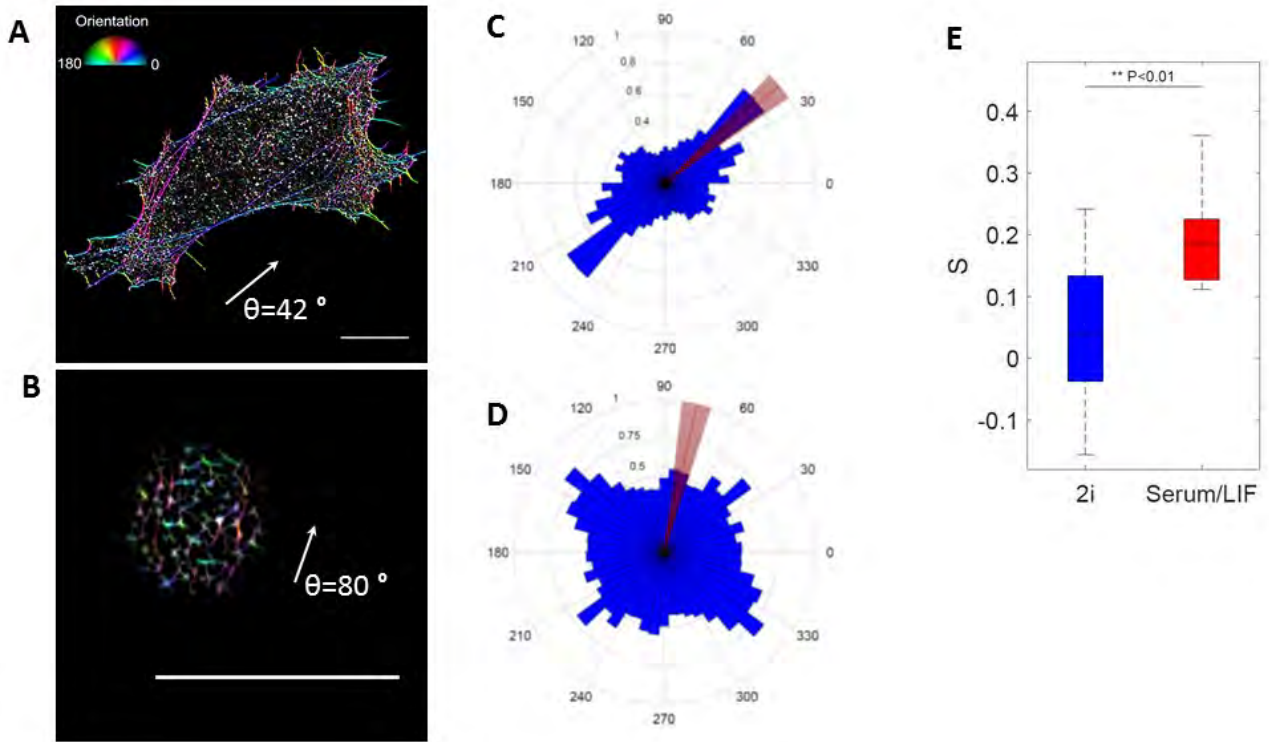 A
Orientation
180 0
θ=42 °
B
θ=80 °
C
90
120 60
1
0.8
0.6
0.4
150 30
180 0
210 330
240 300
270
D
90
120 60
1
0.75
0.5
150 30
180 0
210 330
240 300
270
E
** P<0.01
0.4
0.3
0.2
0.1
0
-0.1
S
2i Serum/LIF